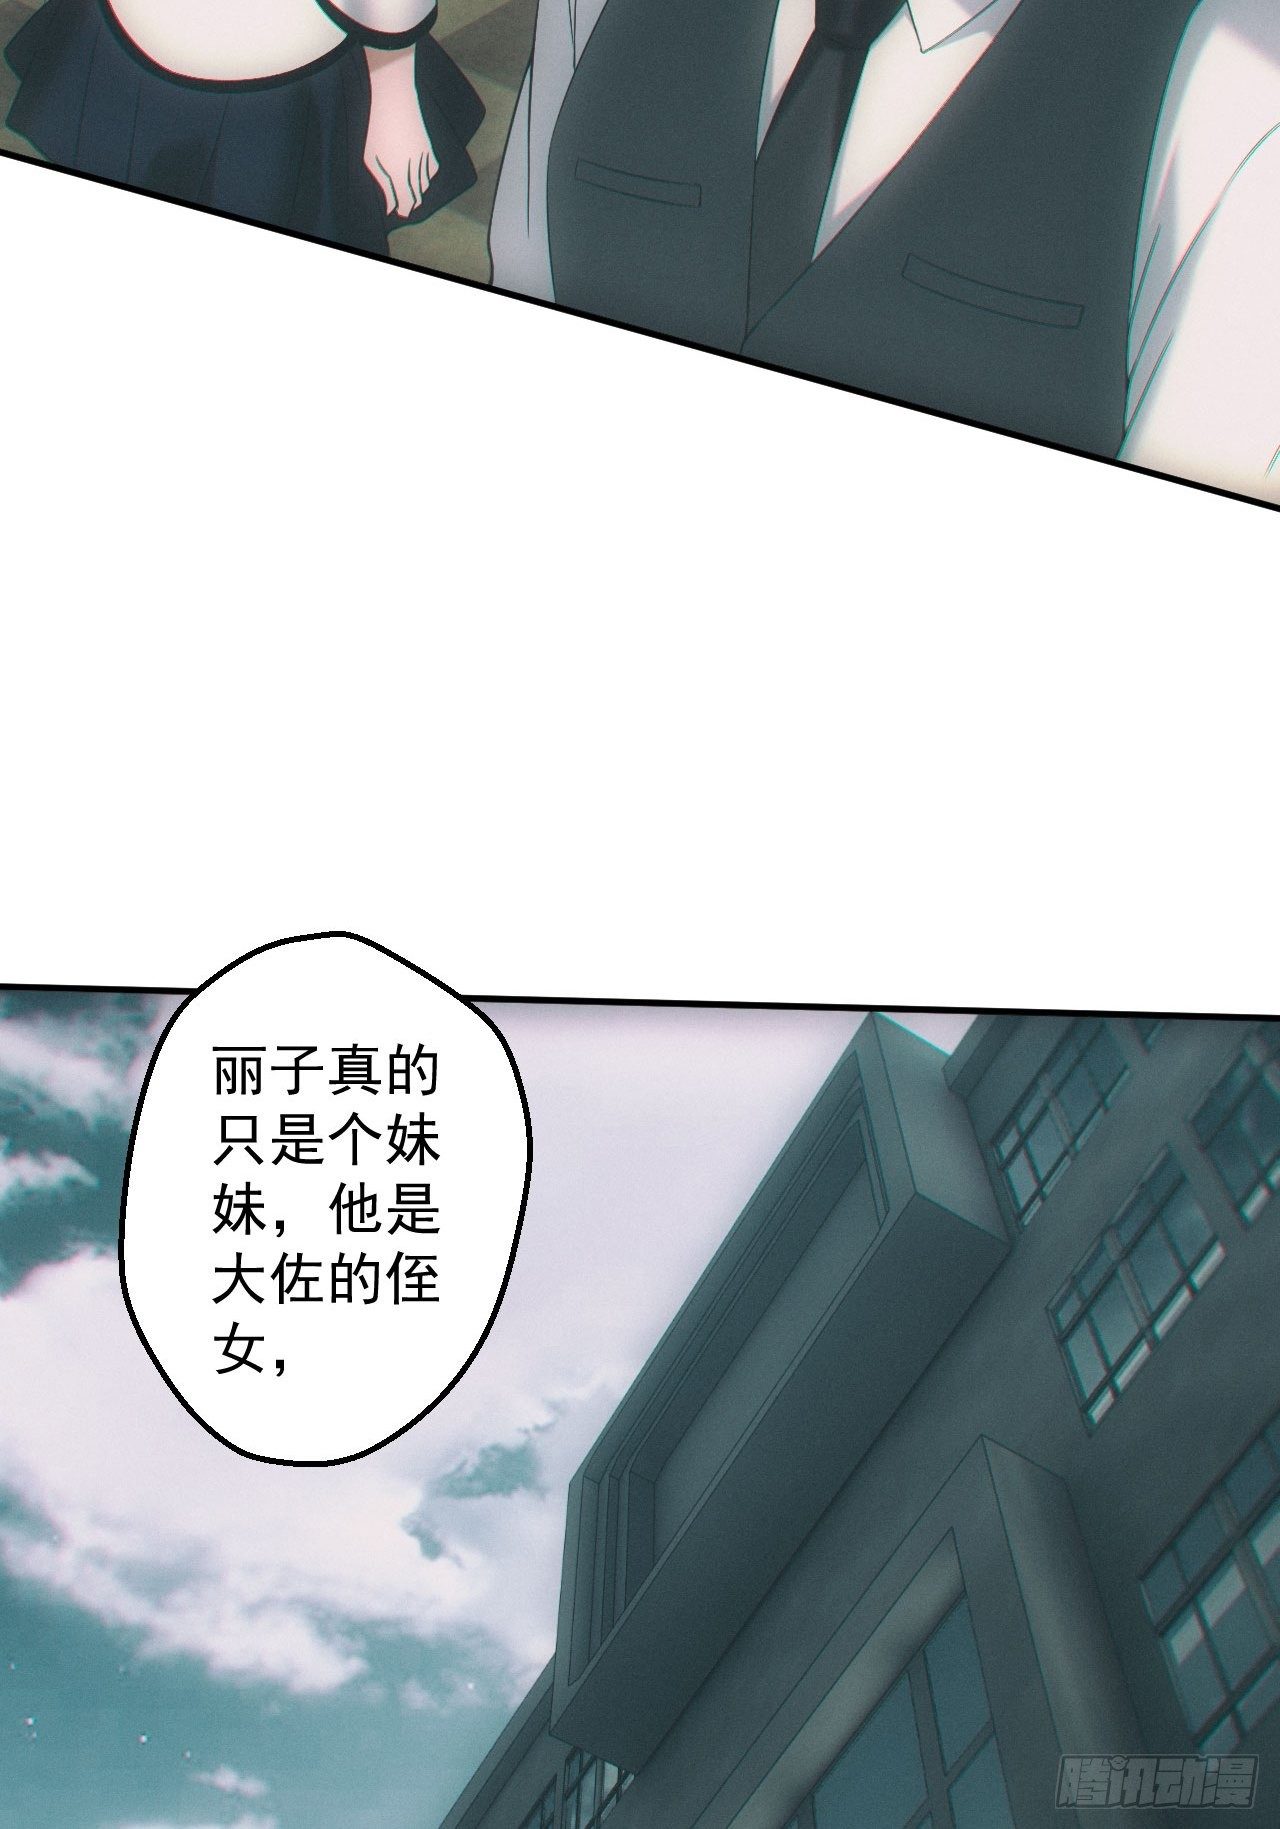 丽子真的
只是个妹
妹，他是
大佐的侄
女，
腾讯动漫